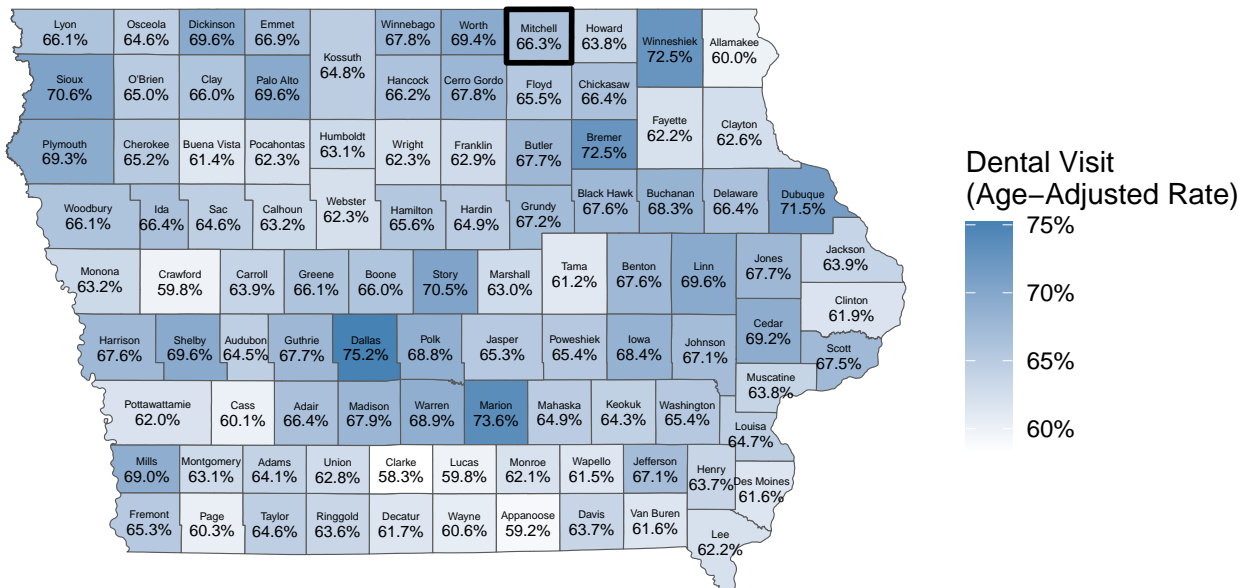 Lyon
66.1%
Osceola
64.6%
Dickinson
69.6%
Emmet
66.9%
Kossuth
64.8%
Winnebago
67.8%
Worth
69.4%
Mitchell
66.3%
Howard
63.8%
Winneshiek
72.5%
Allamakee
60.0%
Sioux
70.6%
O'Brien
65.0%
Clay
66.0%
Palo Alto
69.6%
Hancock
66.2%
Cerro Gordo
67.8%
Floyd
65.5%
Chickasaw
66.4%
Fayette
62.2%
Clayton
62.6%
Plymouth
69.3%
Cherokee
65.2%
Buena Vista
61.4%
Pocahontas
62.3%
Humboldt
63.1%
Wright
62.3%
Franklin
62.9%
Butler
67.7%
Bremer
72.5%
Woodbury
66.1%
Ida
66.4%
Sac
64.6%
Calhoun
63.2%
Webster
62.3%
Hamilton
65.6%
Hardin
64.9%
Grundy
67.2%
Black Hawk
67.6%
Buchanan
68.3%
Delaware
66.4%
Dubuque
71.5%
Monona
63.2%
Crawford
59.8%
Carroll
63.9%
Greene
66.1%
Boone
66.0%
Story
70.5%
Marshall
63.0%
Tama
61.2%
Benton
67.6%
Linn
69.6%
Jones
67.7%
Jackson
63.9%
Clinton
61.9%
Harrison
67.6%
Shelby
69.6%
Audubon
64.5%
Guthrie
67.7%
Dallas
75.2%
Polk
68.8%
Jasper
65.3%
Poweshiek
65.4%
Iowa
68.4%
Johnson
67.1%
Cedar
69.2%
Scott
67.5%
Muscatine
63.8%
Pottawattamie
62.0%
Cass
60.1%
Adair
66.4%
Madison
67.9%
Warren
68.9%
Marion
73.6%
Mahaska
64.9%
Keokuk
64.3%
Washington
65.4%
Louisa
64.7%
Mills
69.0%
Montgomery
63.1%
Adams
64.1%
Union
62.8%
Clarke
58.3%
Lucas
59.8%
Monroe
62.1%
Wapello
61.5%
Jefferson
67.1%
Henry
63.7%
Des Moines
61.6%
Fremont
65.3%
Page
60.3%
Taylor
64.6%
Ringgold
63.6%
Decatur
61.7%
Wayne
60.6%
Appanoose
59.2%
Davis
63.7%
Van Buren
61.6%
Lee
62.2%
Dental Visit
(Age−Adjusted Rate)
75%
70%
65%
60%